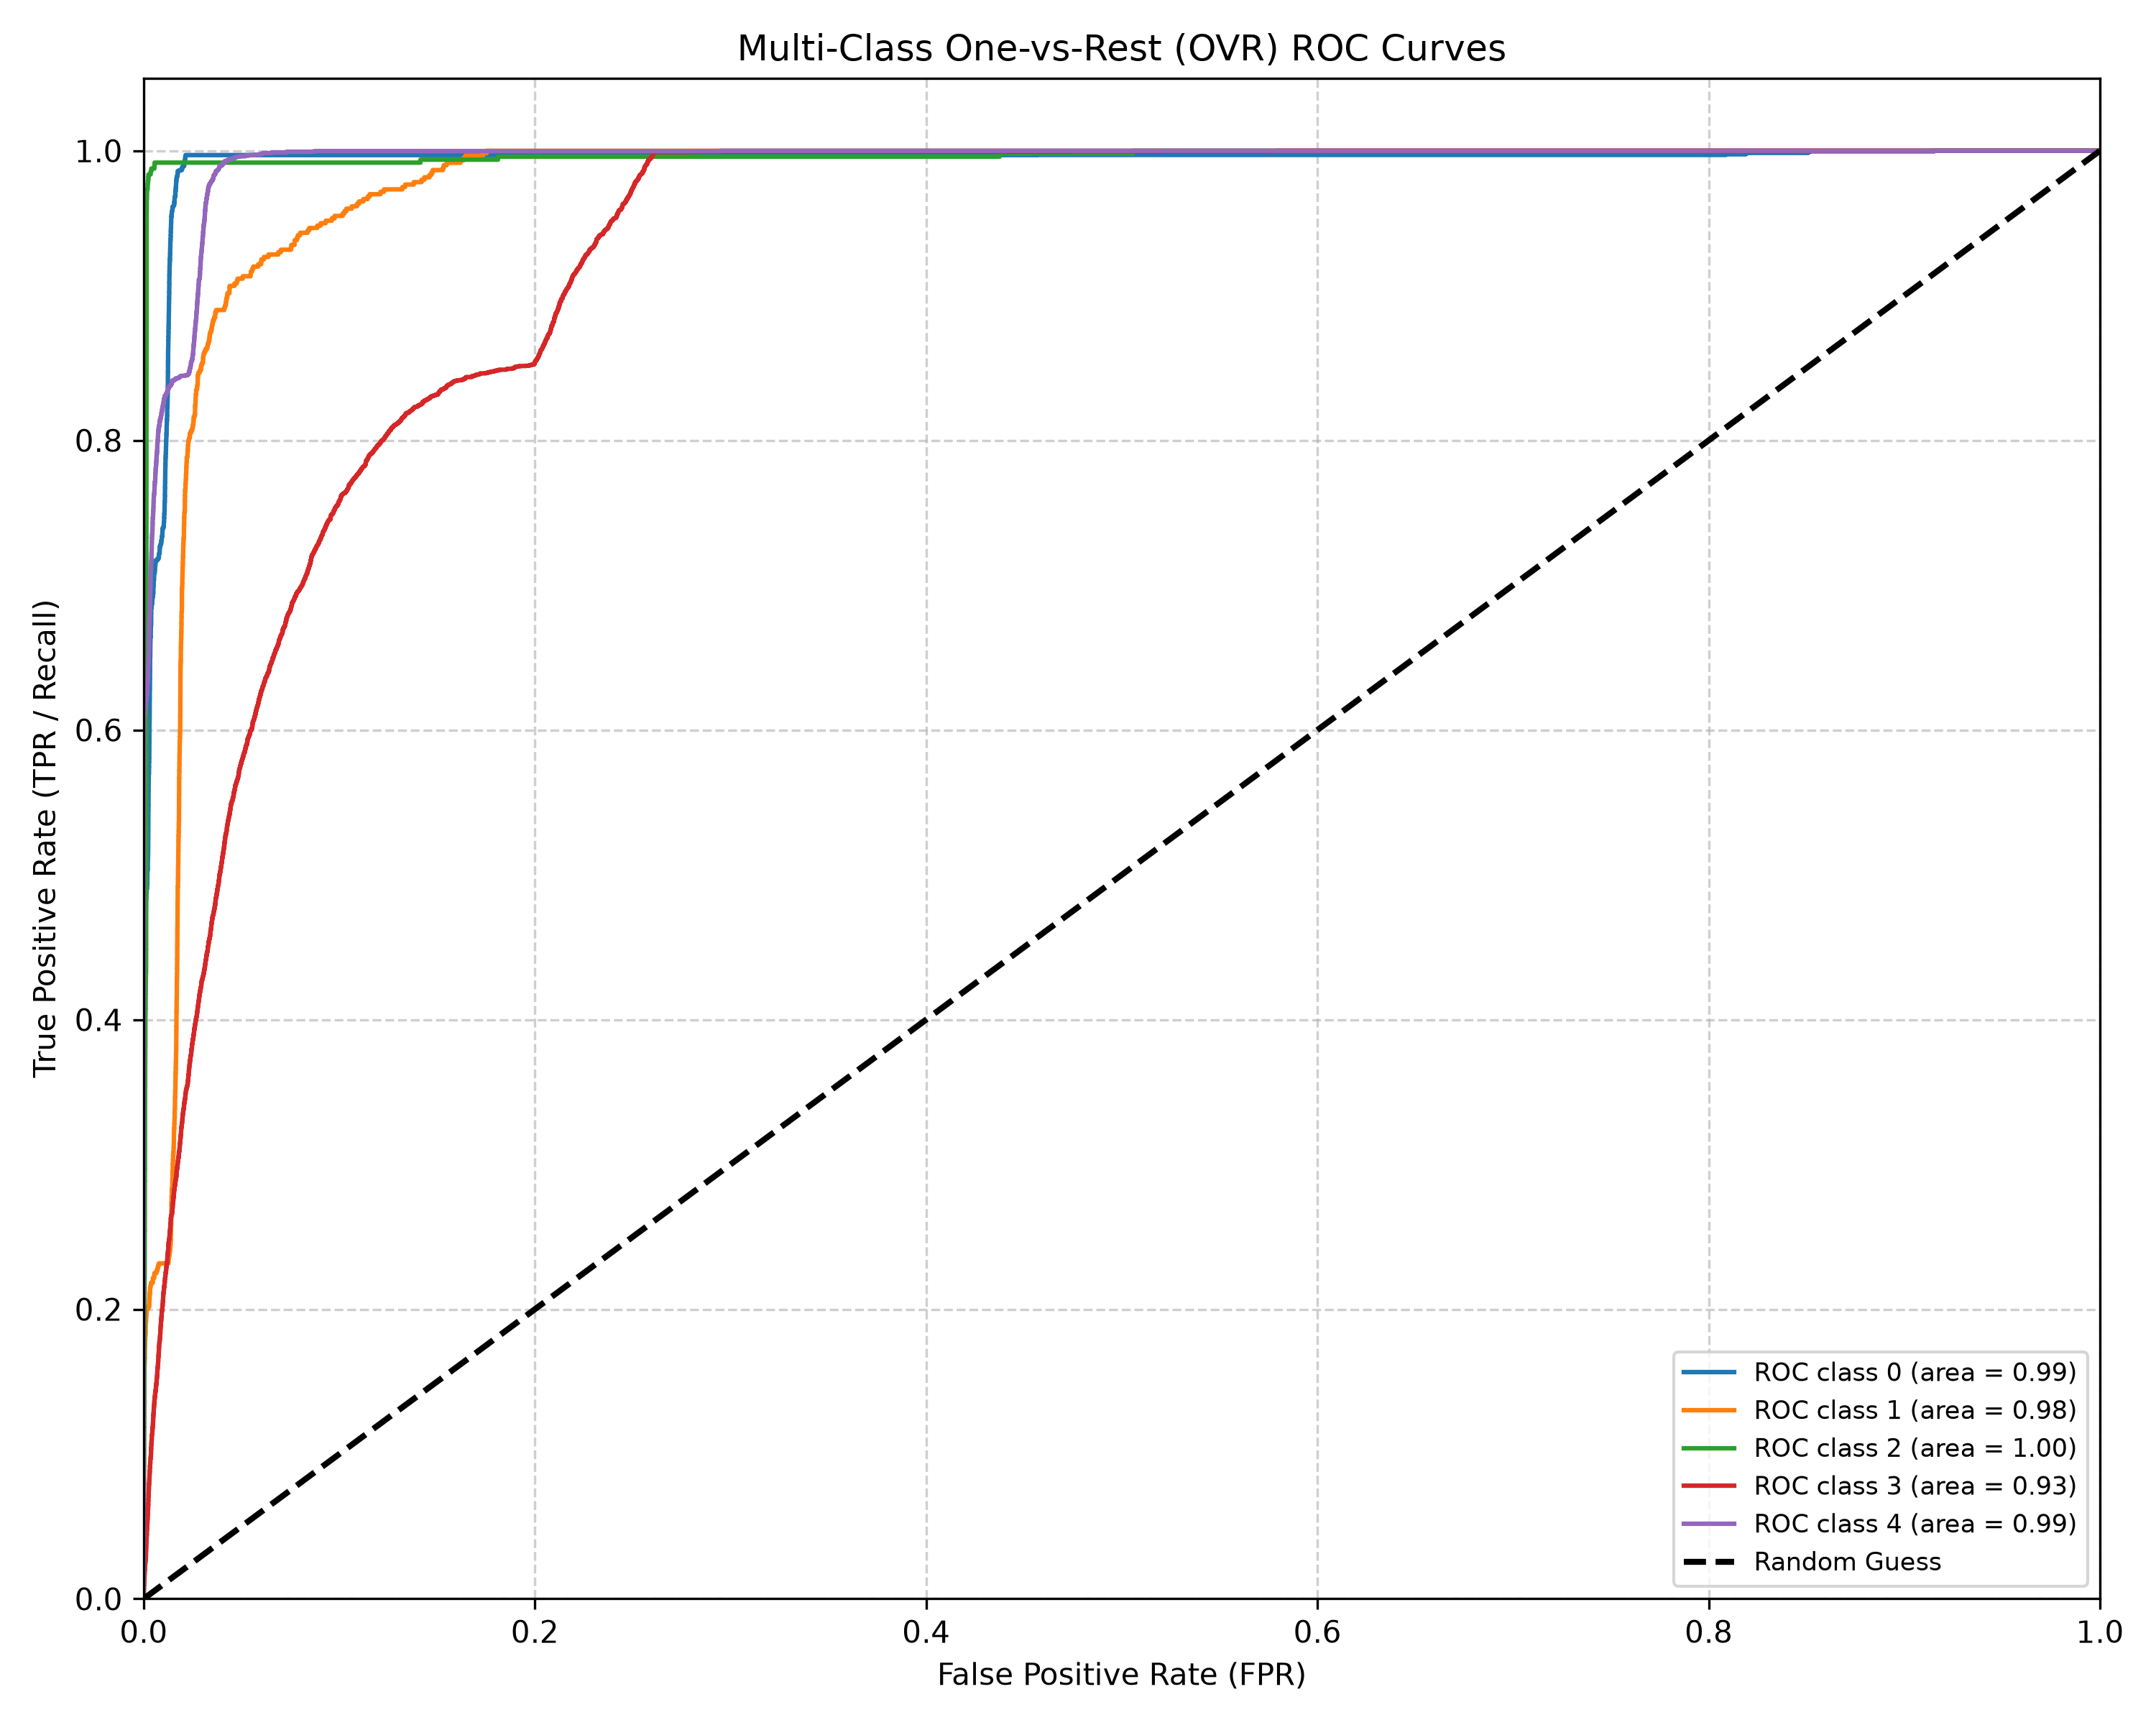 Multi-Class One-vs-Rest (OVR) ROC Curves
True Positive Rate (TPR / Recall)
1.0
0.8
0.6
0.4
0.2
0.0
0.0 0.2 0.4 0.6 0.8 1.0
False Positive Rate (FPR)
ROC class 0 (area = 0.99)
ROC class 1 (area = 0.98)
ROC class 2 (area = 1.00)
ROC class 3 (area = 0.93)
ROC class 4 (area = 0.99)
Random Guess